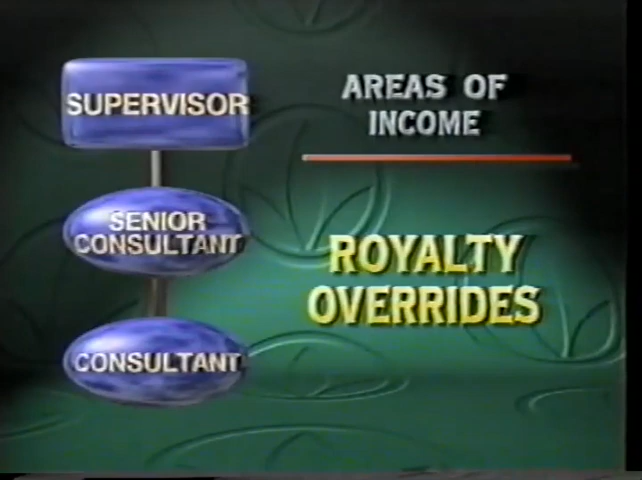 SUPERVISOR
SENIOR
CONSULTANT
CONSULTANT
AREAS OF
INCOME
ROYALTY
OVERRIDES